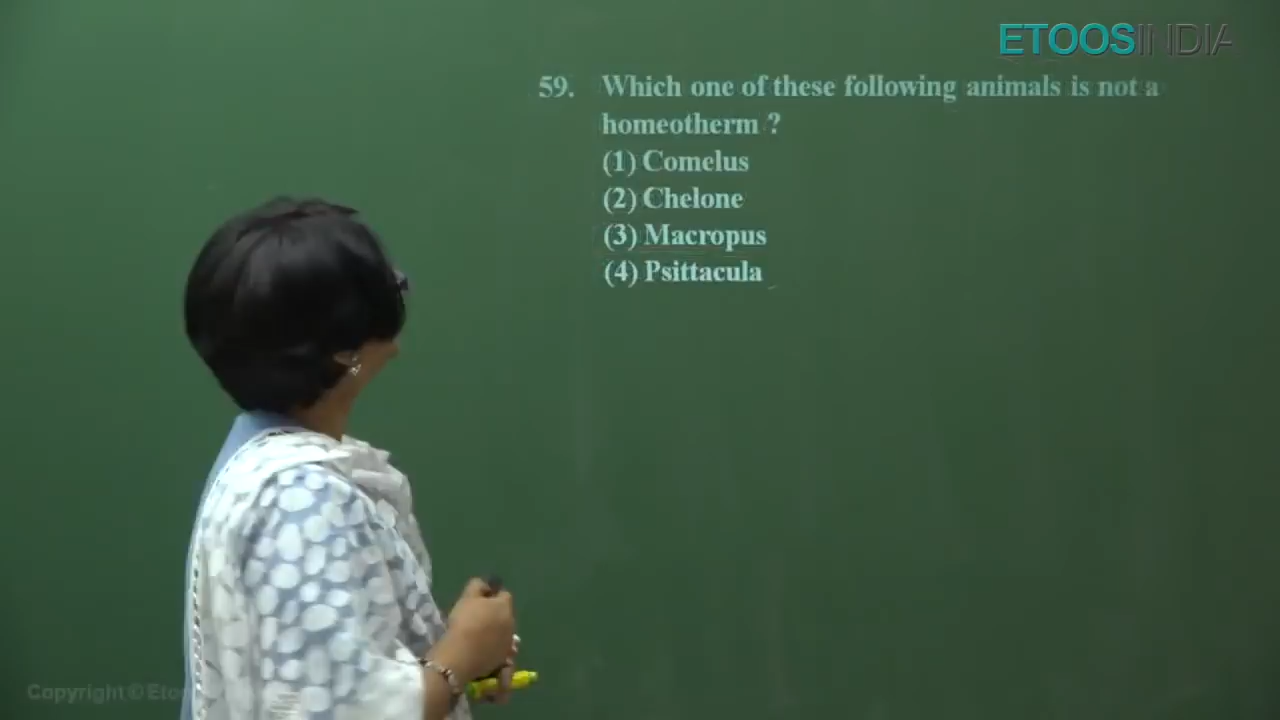 ETOOSINDIA
59. Which one of these following animals is not a
homeotherm ?
(1) Comelus
(2) Chelone
(3) Macropus
(4) Psittacula
Copyright ©